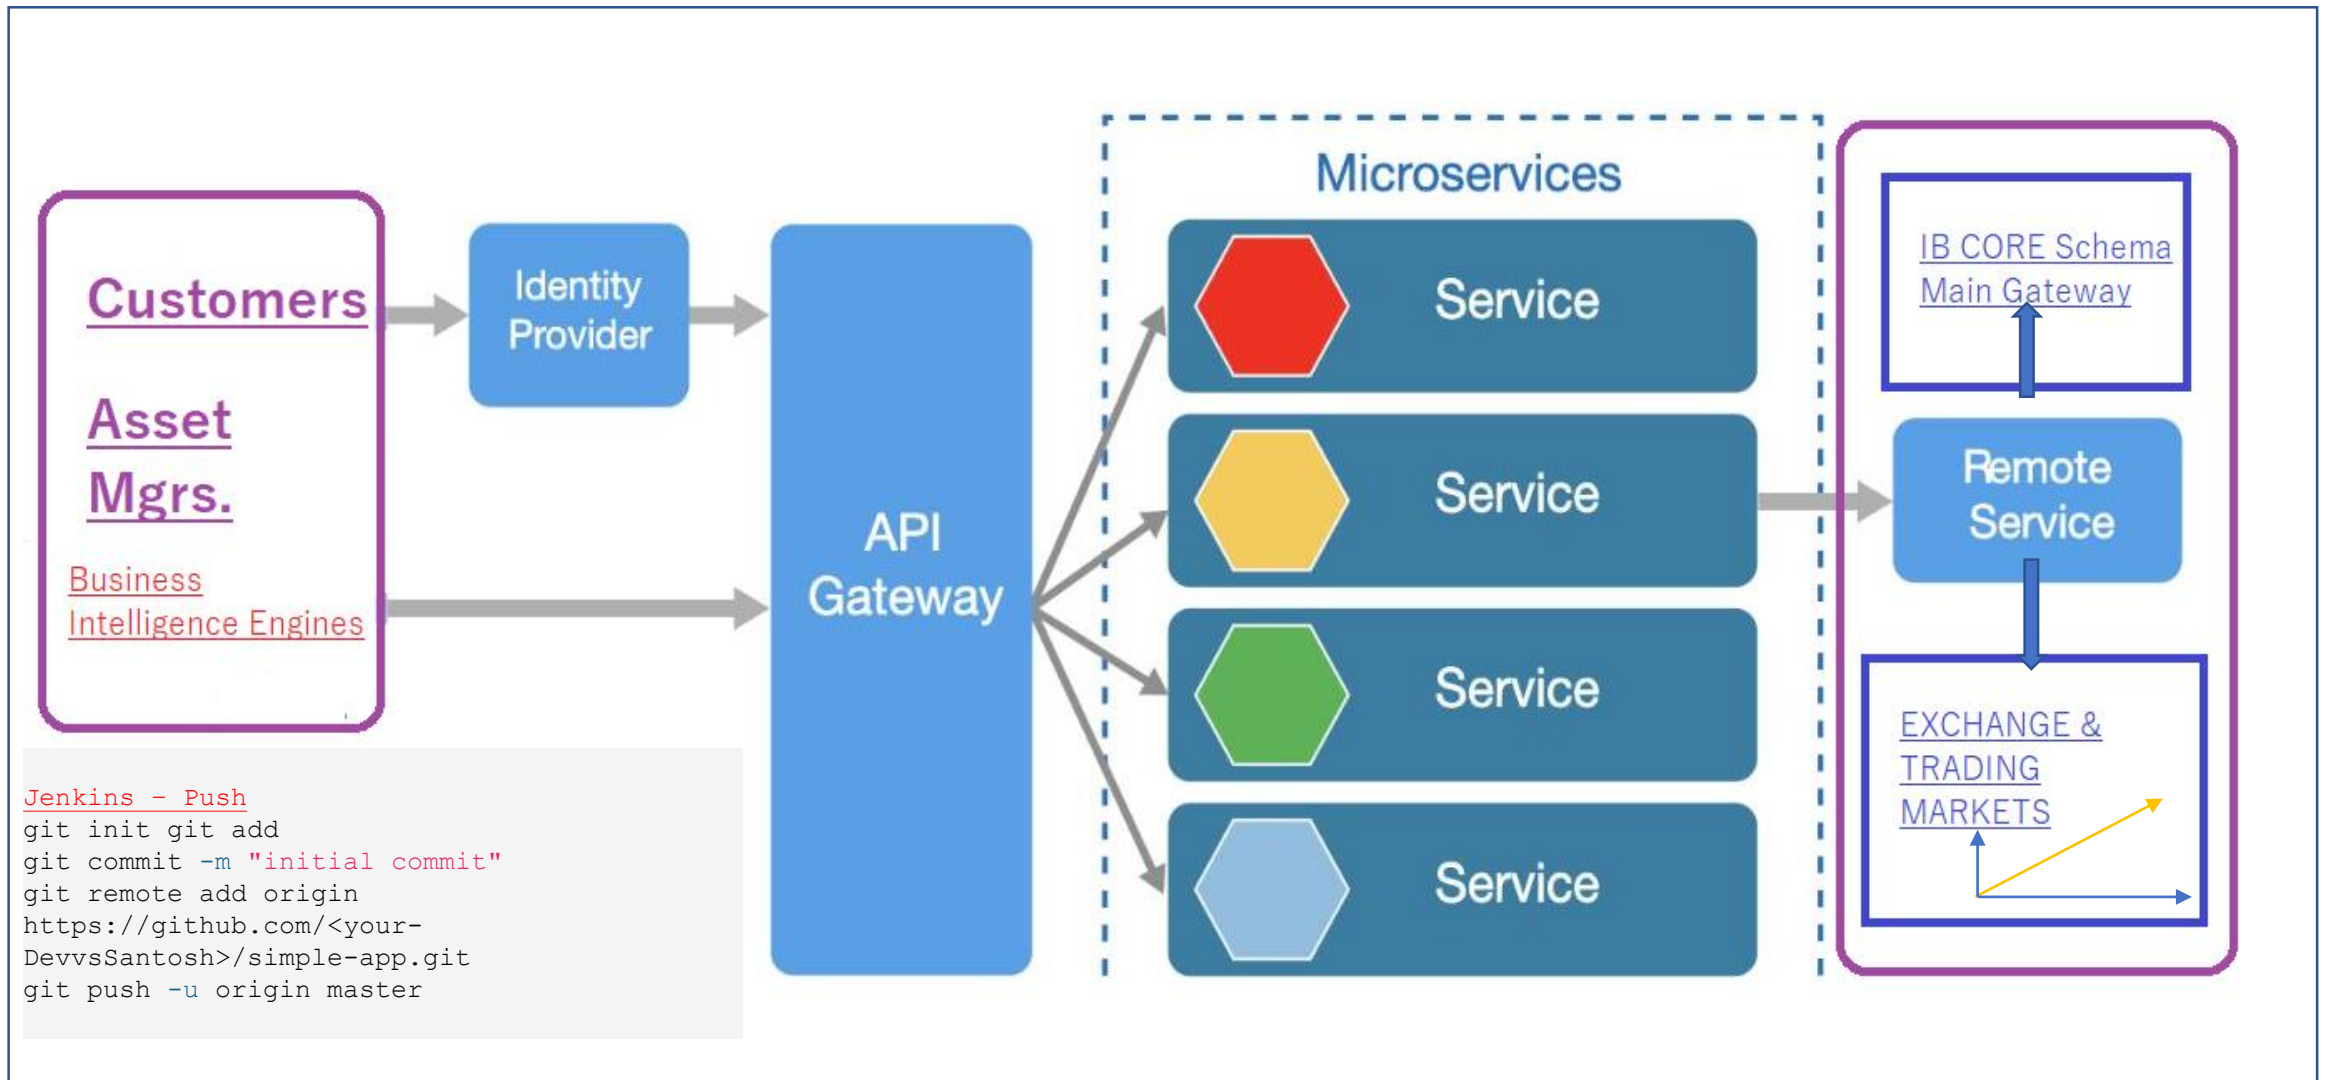 Customers
Asset
Mgrs.
Business
Intelligence Engines
Identity
Provider
API
Gateway
Microservices
Service
Service
Service
Service
IB CORE Schema
Main Gateway
Remote
Service
EXCHANGE &
TRADING
MARKETS
Jenkins – Push
git init git add
git commit -m "initial commit"
git remote add origin
https://github.com/<your-
DevvsSantosh>/simple-app.git
git push -u origin master